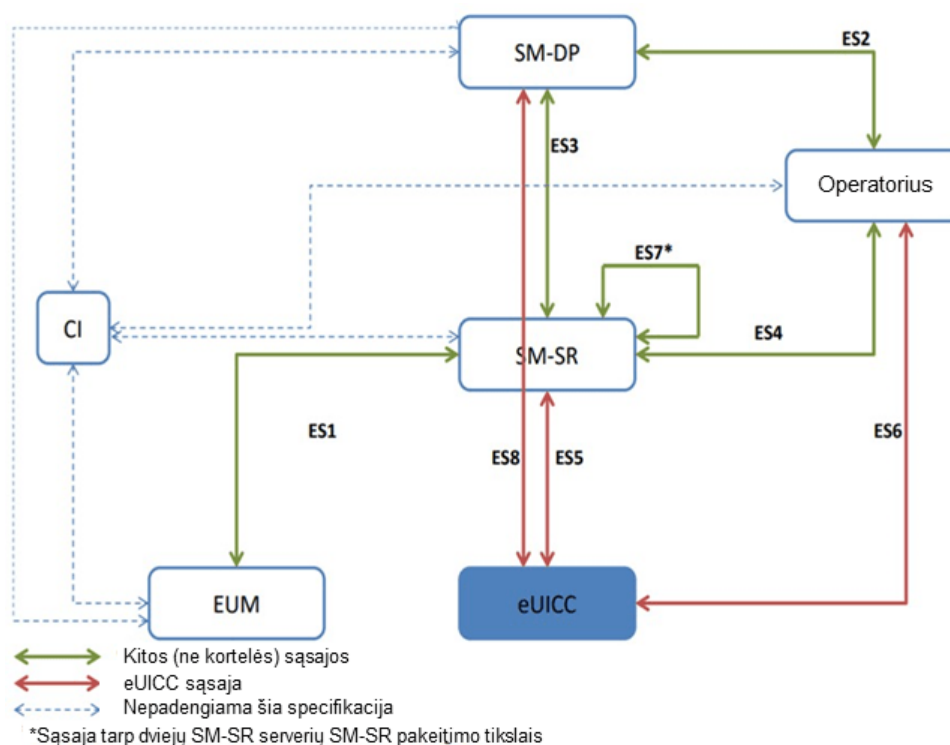 SM-DP
ES2
ES3
Operatorius
ES7*
CI
SM-SR
ES4
ES1
ES8
ES5
ES6
EUM
eUICC
Kitos (ne kortelės) sąsajos
eUICC sąsaja
Nepadengiama šia specifikacija
*Sąsaja tarp dviejų SM-SR serverių SM-SR pakeitimo tikslais